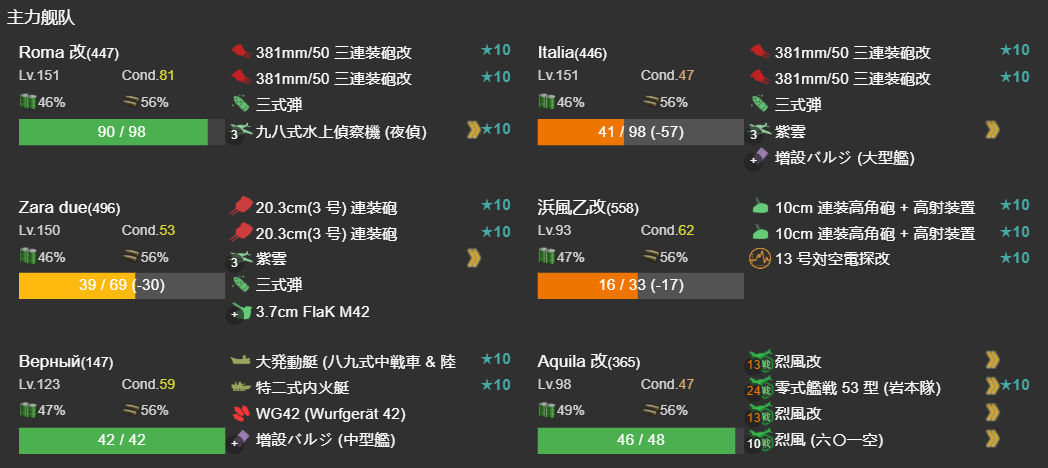 主力舰队
Roma 改(447)
Lv.151 Cond.81
46% 56%
90 / 98
381mm/50 三連装砲改 ★10
381mm/50 三連装砲改 ★10
三式弾
3 九八式水上偵察機 (夜偵) ★10
Italia(446)
Lv.151 Cond.47
46% 56%
41 / 98 (-57)
381mm/50 三連装砲改 ★10
381mm/50 三連装砲改 ★10
三式弾
3 紫雲
+ 増設バルジ (大型艦)
Zara due(496)
Lv.150 Cond.53
46% 56%
39 / 69 (-30)
20.3cm(3 号) 連装砲 ★10
20.3cm(3 号) 連装砲 ★10
3 紫雲
三式弾
+ 3.7cm FlaK M42
浜風乙改(558)
Lv.93 Cond.62
47% 56%
16 / 33 (-17)
10cm 連装高角砲 + 高射装置 ★10
10cm 連装高角砲 + 高射装置 ★10
13 号対空電探改 ★10
Верный(147)
Lv.123 Cond.59
47% 56%
42 / 42
大発動艇 (八九式中戦車 & 陸 ★10
特二式内火艇 ★10
WG42 (Wurfgerät 42)
+ 増設バルジ (中型艦)
Aquila 改(365)
Lv.98 Cond.47
49% 56%
46 / 48
13 戦 烈風改
24 戦 零式艦戦 53 型 (岩本隊) ★10
13 戦 烈風改
10 戦 烈風 (六〇一空)